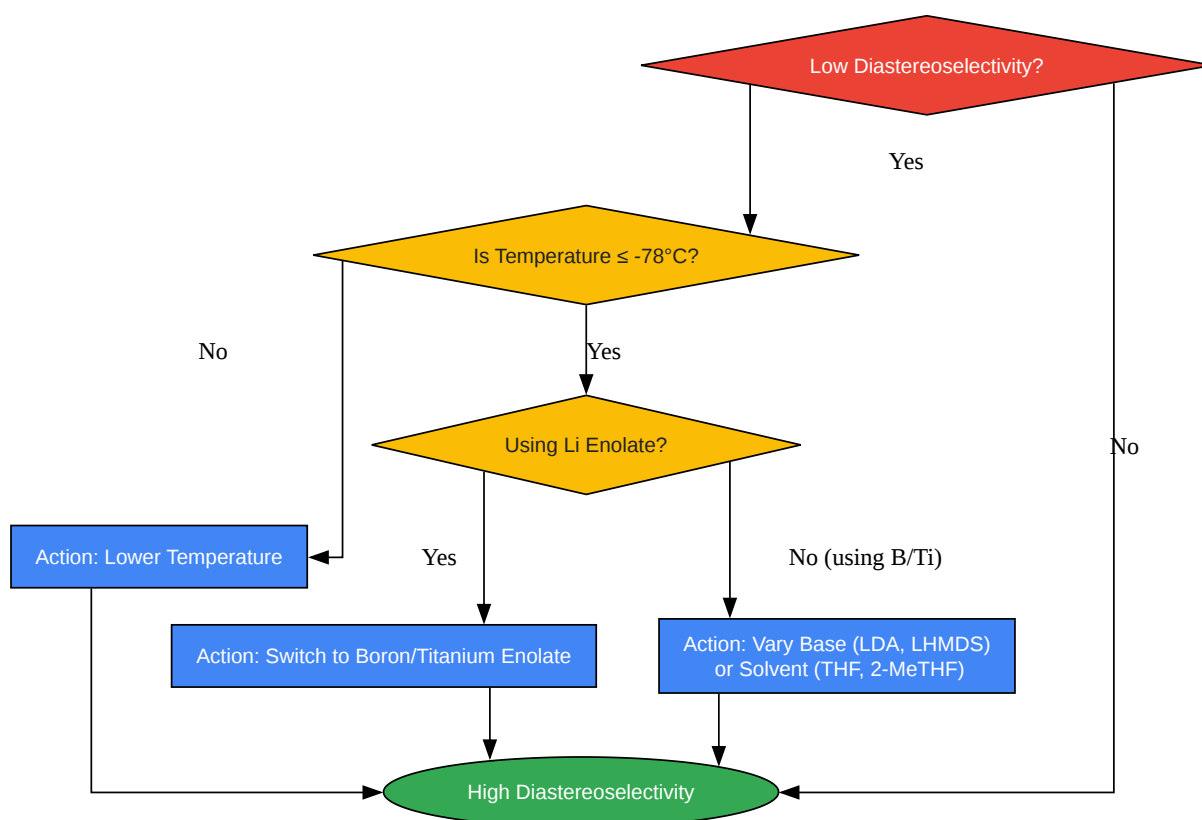 Low Diastereoselectivity?
Yes
Is Temperature ≤ -78°C?
No
Yes
Using Li Enolate?
No
Action: Lower Temperature
Yes
No (using B/Ti)
Action: Switch to Boron/Titanium Enolate
Action: Vary Base (LDA, LHMDS)
or Solvent (THF, 2-MeTHF)
High Diastereoselectivity